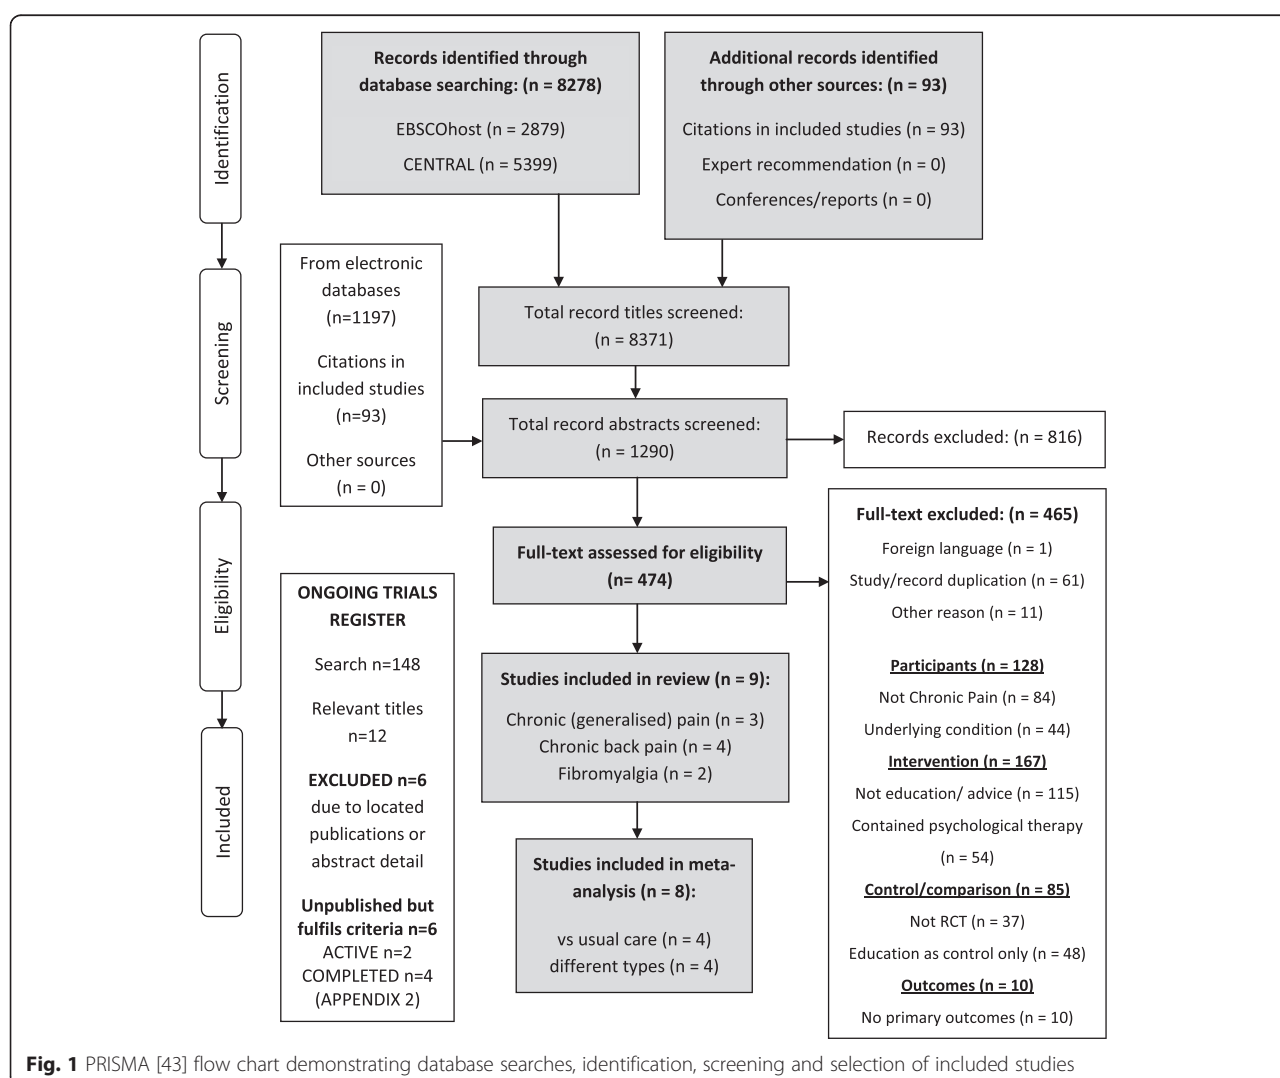 Identification
Screening
Eligibility
Included
Records identified through
database searching: (n = 8278)
EBSCOhost (n = 2879)
CENTRAL (n = 5399)
Additional records identified
through other sources: (n = 93)
Citations in included studies (n = 93)
Expert recommendation (n = 0)
Conferences/reports (n = 0)
From electronic
databases
(n=1197)
Citations in
included studies
(n=93)
Other sources
(n = 0)
Total record titles screened:
(n = 8371)
Total record abstracts screened:
(n = 1290)
Records excluded: (n = 816)
Full-text assessed for eligibility
(n= 474)
Full-text excluded: (n = 465)
Foreign language (n = 1)
Study/record duplication (n = 61)
Other reason (n = 11)
Participants (n = 128)
Not Chronic Pain (n = 84)
Underlying condition (n = 44)
Intervention (n = 167)
Not education/ advice (n = 115)
Contained psychological therapy
(n = 54)
Control/comparison (n = 85)
Not RCT (n = 37)
Education as control only (n = 48)
Outcomes (n = 10)
No primary outcomes (n = 10)
ONGOING TRIALS
REGISTER
Search n=148
Relevant titles
n=12
EXCLUDED n=6
due to located
publications or
abstract detail
Unpublished but
fulfils criteria n=6
ACTIVE n=2
COMPLETED n=4
(APPENDIX 2)
Studies included in review (n = 9):
Chronic (generalised) pain (n = 3)
Chronic back pain (n = 4)
Fibromyalgia (n = 2)
Studies included in meta-
analysis (n = 8):
vs usual care (n = 4)
different types (n = 4)
Fig. 1 PRISMA [43] flow chart demonstrating database searches, identification, screening and selection of included studies